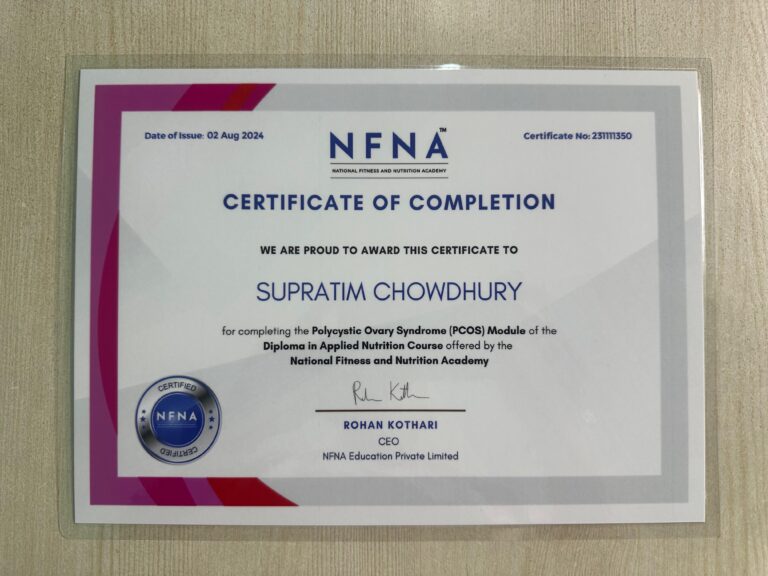 Date of Issue: 02 Aug 2024
Certificate No: 231111350
NFNA™
NATIONAL FITNESS AND NUTRITION ACADEMY
CERTIFICATE OF COMPLETION
WE ARE PROUD TO AWARD THIS CERTIFICATE TO
SUPRATIM CHOWDHURY
for completing the Polycystic Ovary Syndrome (PCOS) Module of the
Diploma in Applied Nutrition Course offered by the
National Fitness and Nutrition Academy
Rohan Kothari
ROHAN KOTHARI
CEO
NFNA Education Private Limited
CERTIFIED
NFNA
CERTIFIED